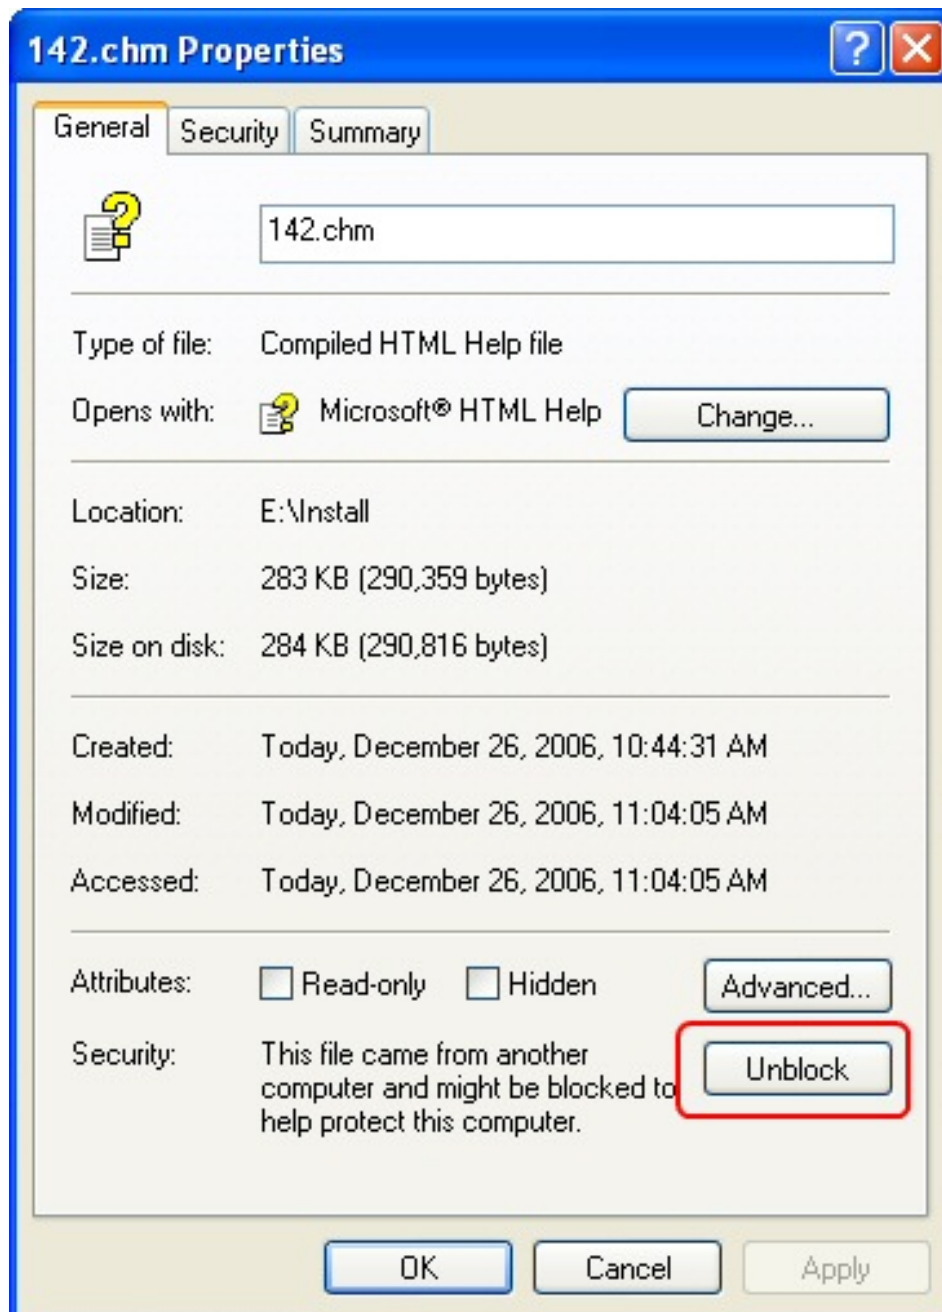 142.chm Properties
General Security Summary
142.chm
Type of file: Compiled HTML Help file
Opens with: Microsoft® HTML Help Change...
Location: E:\Install
Size: 283 KB (290,359 bytes)
Size on disk: 284 KB (290,816 bytes)
Created: Today, December 26, 2006, 10:44:31 AM
Modified: Today, December 26, 2006, 11:04:05 AM
Accessed: Today, December 26, 2006, 11:04:05 AM
Attributes: Read-only Hidden Advanced...
Security: This file came from another
computer and might be blocked to
help protect this computer.
Unblock
OK Cancel Apply